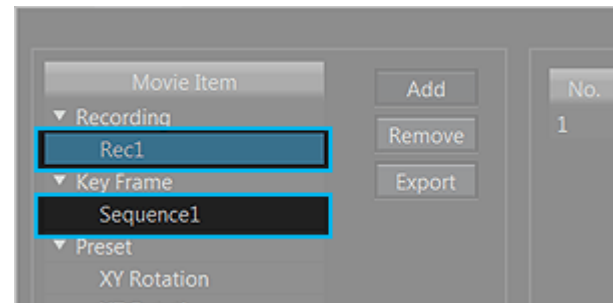 Movie Item
▼ Recording
Rec1
▼ Key Frame
Sequence1
▼ Preset
XY Rotation
Add
Remove
Export
No.
1